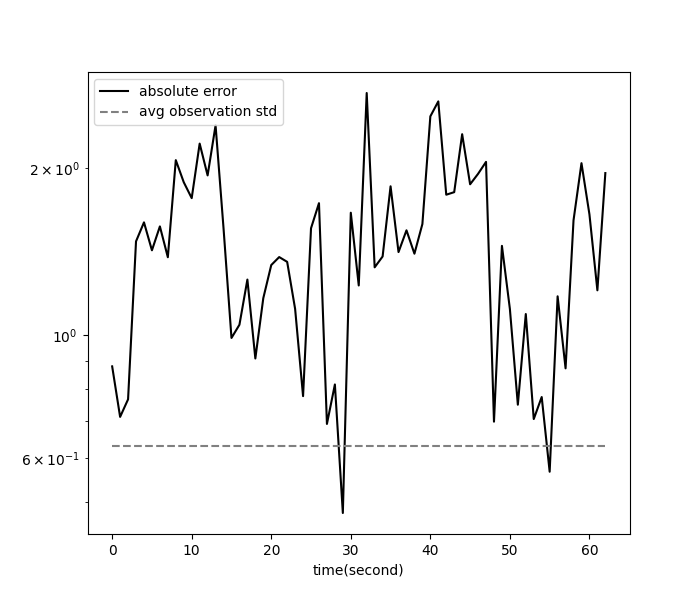 absolute error
avg observation std
2 × 10⁰
10⁰
6 × 10⁻¹
0 10 20 30 40 50 60
time(second)